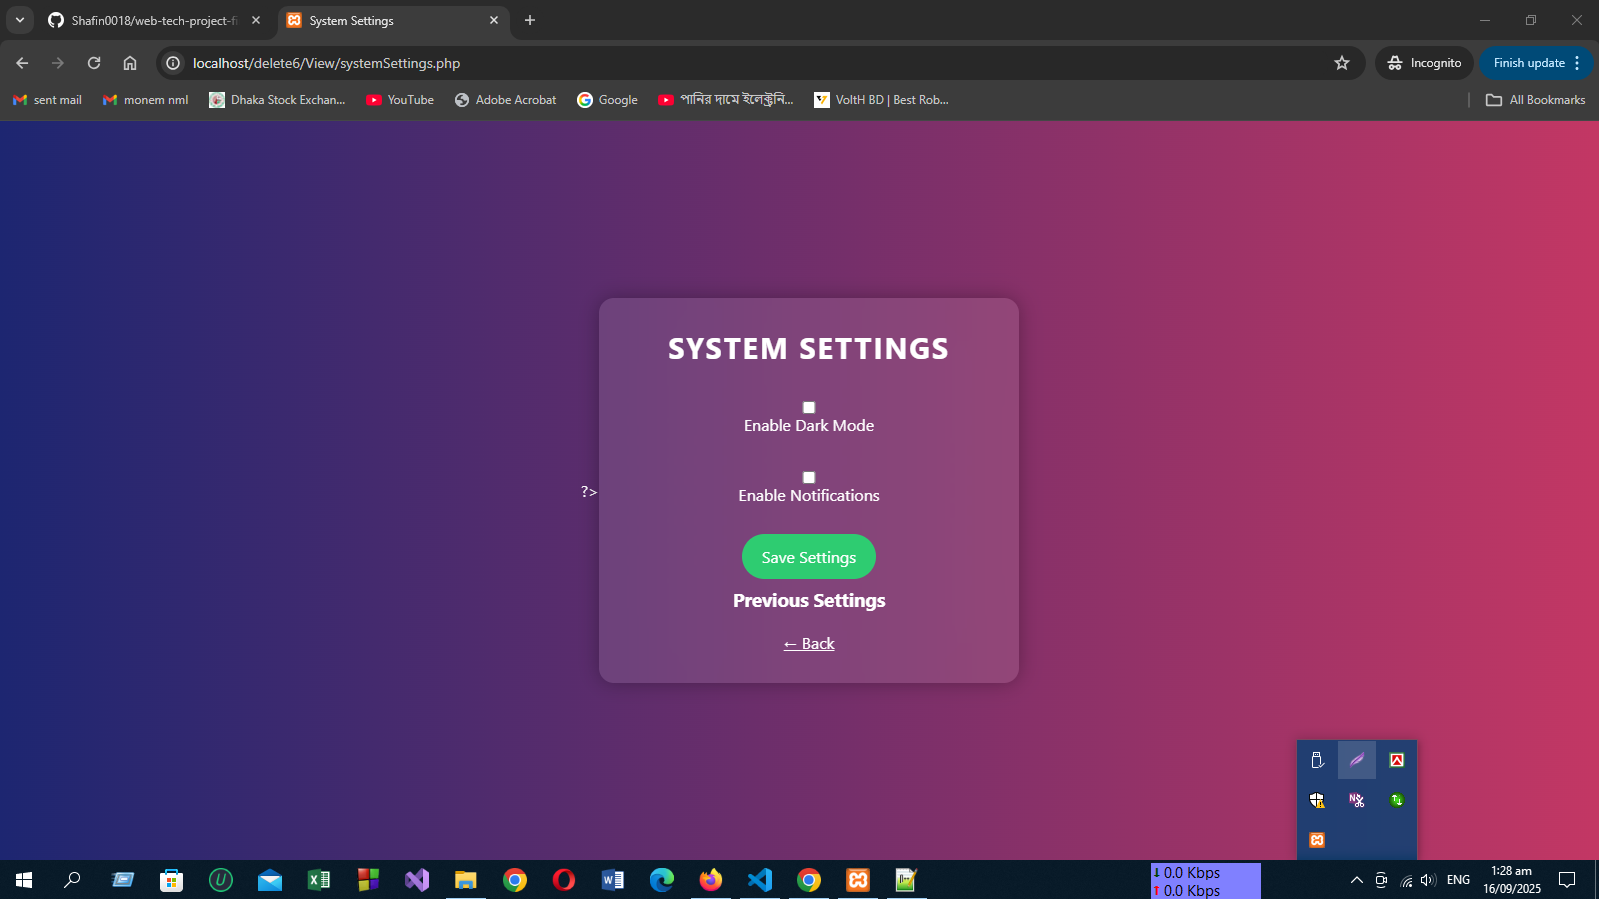 Shafin0018/web-tech-project-fi
System Settings
localhost/delete6/View/systemSettings.php
Incognito
Finish update
sent mail
monem nml
Dhaka Stock Exchan...
YouTube
Adobe Acrobat
Google
পানির দামে ইলেক্ট্রনি...
VoltH BD | Best Rob...
All Bookmarks
SYSTEM SETTINGS
Enable Dark Mode
?>
Enable Notifications
Save Settings
Previous Settings
← Back
0.0 Kbps
0.0 Kbps
ENG
1:28 am
16/09/2025